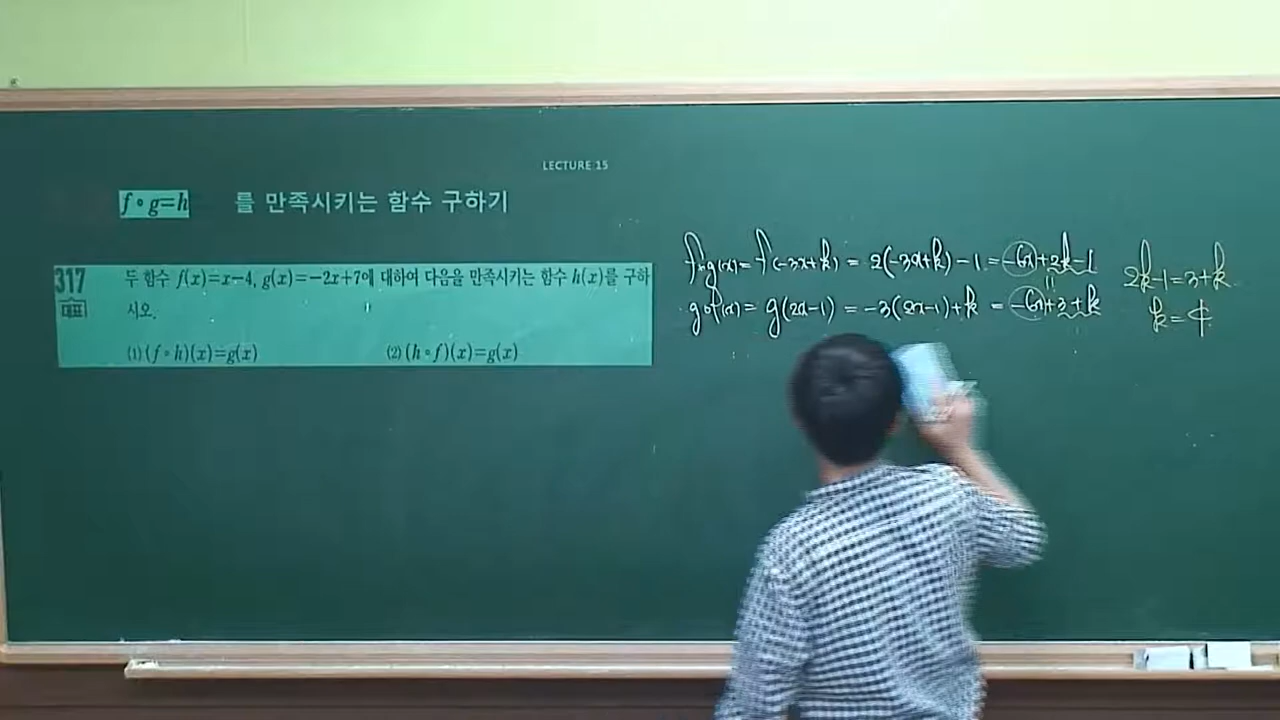 LECTURE 15
f∘g=h 를 만족시키는 함수 구하기
317 두 함수 f(x)=x-4, g(x)=-2x+7에 대하여 다음을 만족시키는 함수 h(x)를 구하
대표 시오.
(1) (f∘h)(x)=g(x) (2) (h∘f)(x)=g(x)
f∘g(x)= f(-3x+k) = 2(-3x+k)-1 = -6x+2k-1
g∘f(x)= g(2x-1) = -3(2x-1)+k = -6x+3+k
2k-1=3+k
k=4